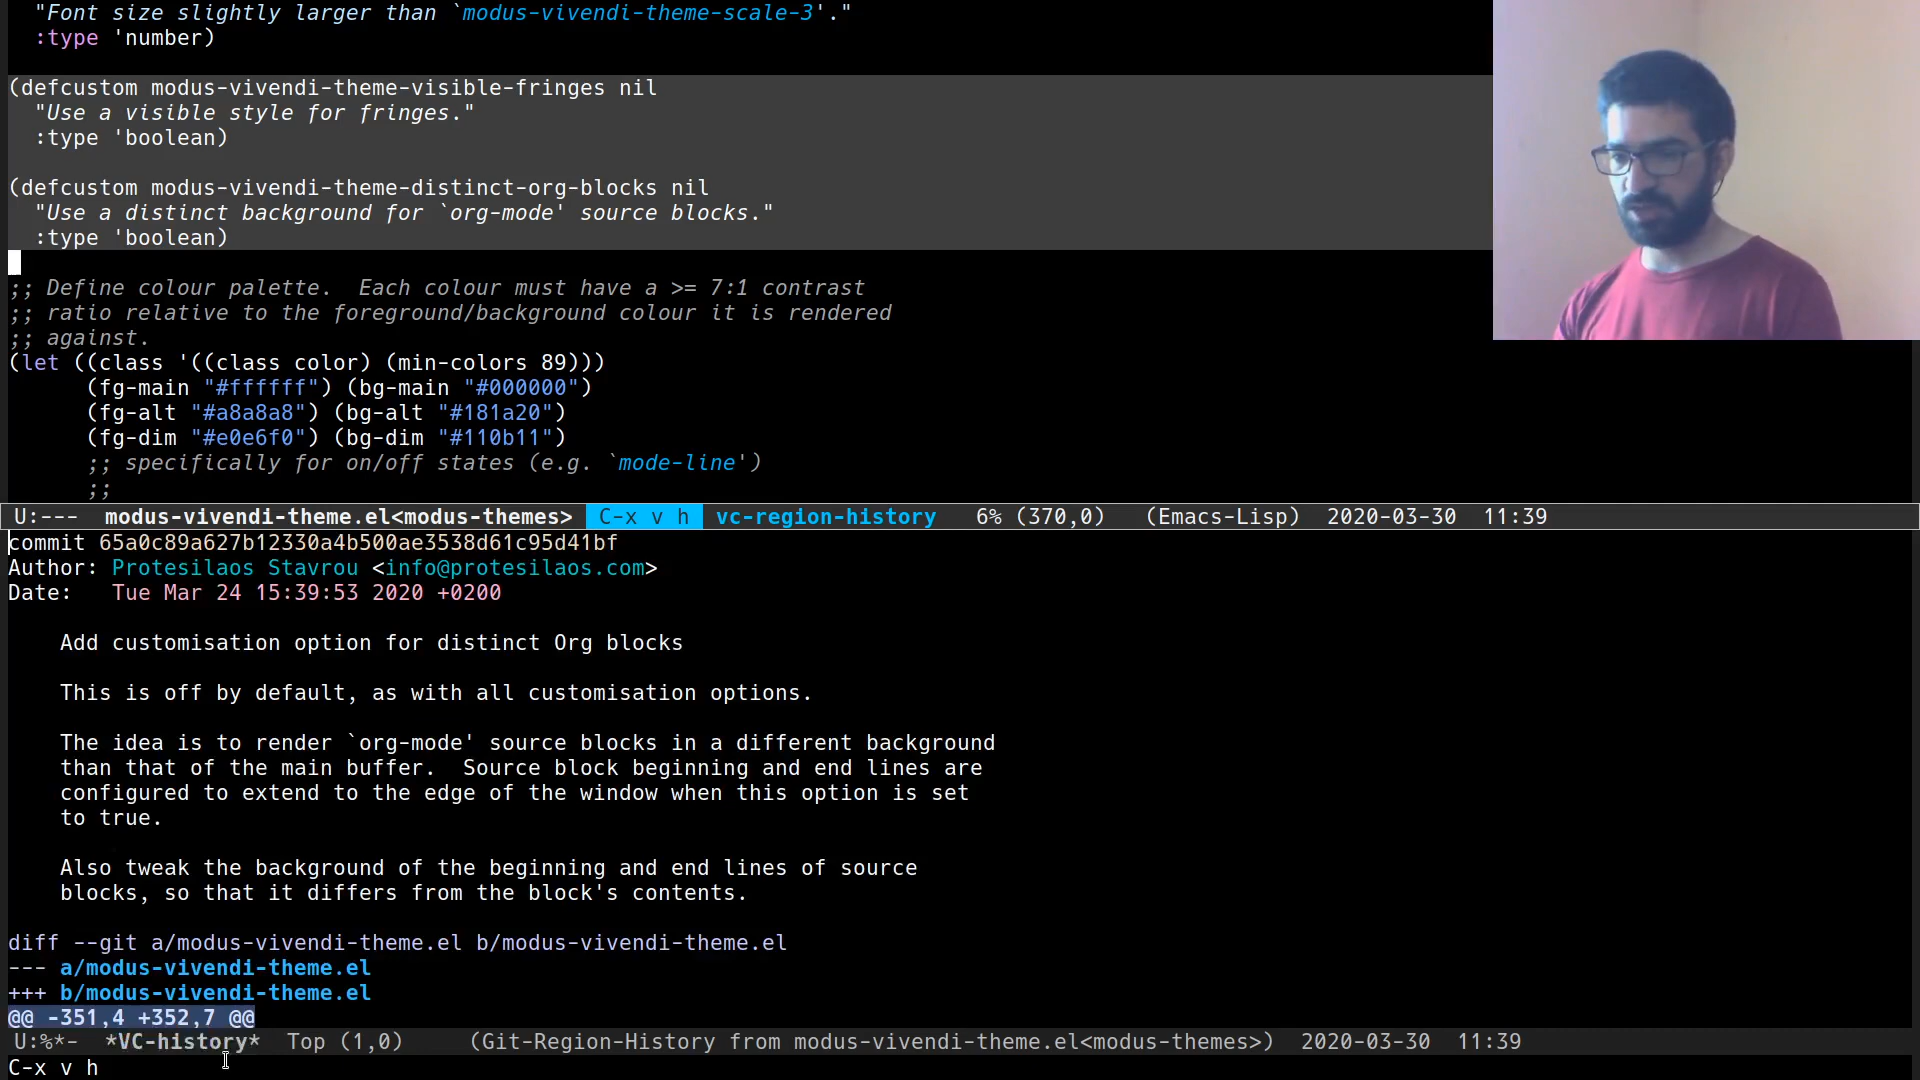 "Font size slightly larger than `modus-vivendi-theme-scale-3'."
:type 'number)
(defcustom modus-vivendi-theme-visible-fringes nil
"Use a visible style for fringes."
:type 'boolean)
(defcustom modus-vivendi-theme-distinct-org-blocks nil
"Use a distinct background for `org-mode' source blocks."
:type 'boolean)
;; Define colour palette.  Each colour must have a >= 7:1 contrast
;; ratio relative to the foreground/background colour it is rendered
;; against.
(let ((class '((class color) (min-colors 89)))
(fg-main "#ffffff") (bg-main "#000000")
(fg-alt "#a8a8a8") (bg-alt "#181a20")
(fg-dim "#e0e6f0") (bg-dim "#110b11")
;; specifically for on/off states (e.g. `mode-line')
;;
U:---  modus-vivendi-theme.el<modus-themes>  C-x v h  vc-region-history   6% (370,0)   (Emacs-Lisp)  2020-03-30  11:39
commit 65a0c89a627b12330a4b500ae3538d61c95d41bf
Author: Protesilaos Stavrou <info@protesilaos.com>
Date:   Tue Mar 24 15:39:53 2020 +0200
Add customisation option for distinct Org blocks
This is off by default, as with all customisation options.
The idea is to render `org-mode' source blocks in a different background
than that of the main buffer.  Source block beginning and end lines are
configured to extend to the edge of the window when this option is set
to true.
Also tweak the background of the beginning and end lines of source
blocks, so that it differs from the block's contents.
diff --git a/modus-vivendi-theme.el b/modus-vivendi-theme.el
--- a/modus-vivendi-theme.el
+++ b/modus-vivendi-theme.el
@@ -351,4 +352,7 @@
U:%*-  *VC-history*  Top (1,0)     (Git-Region-History from modus-vivendi-theme.el<modus-themes>)  2020-03-30  11:39
C-x v h